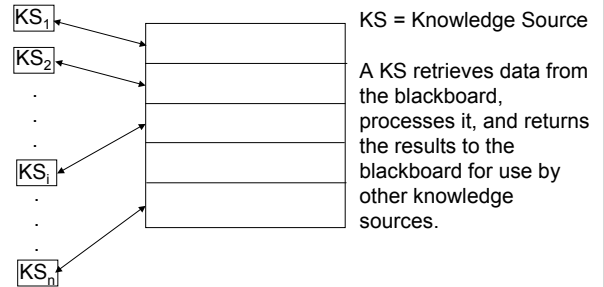 KS₁
KS₂
.
.
.
KSᵢ
.
.
.
KSₙ
KS = Knowledge Source
A KS retrieves data from
the blackboard,
processes it, and returns
the results to the
blackboard for use by
other knowledge
sources.